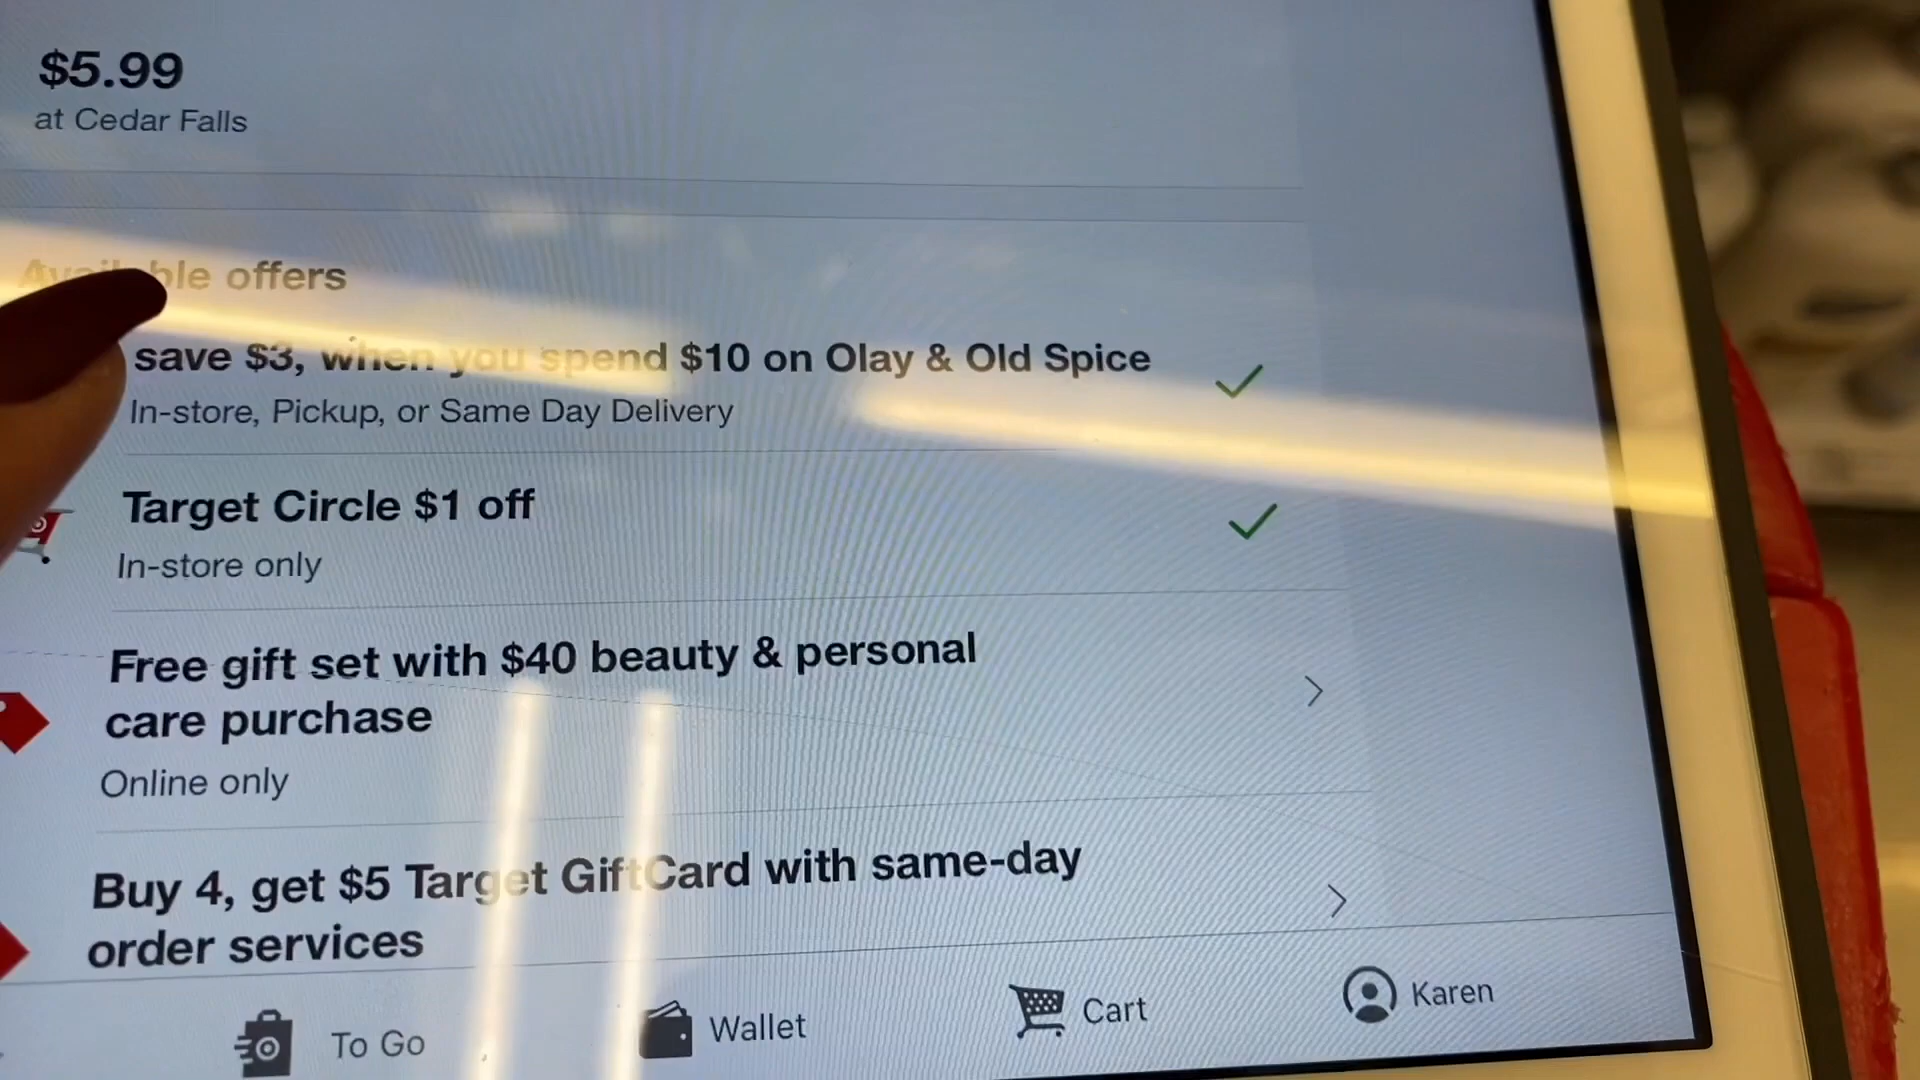 $5.99
at Cedar Falls
Available offers
save $3, when you spend $10 on Olay & Old Spice
In-store, Pickup, or Same Day Delivery
Target Circle $1 off
In-store only
Free gift set with $40 beauty & personal
care purchase
Online only
Buy 4, get $5 Target GiftCard with same-day
order services
To Go
Wallet
Cart
Karen